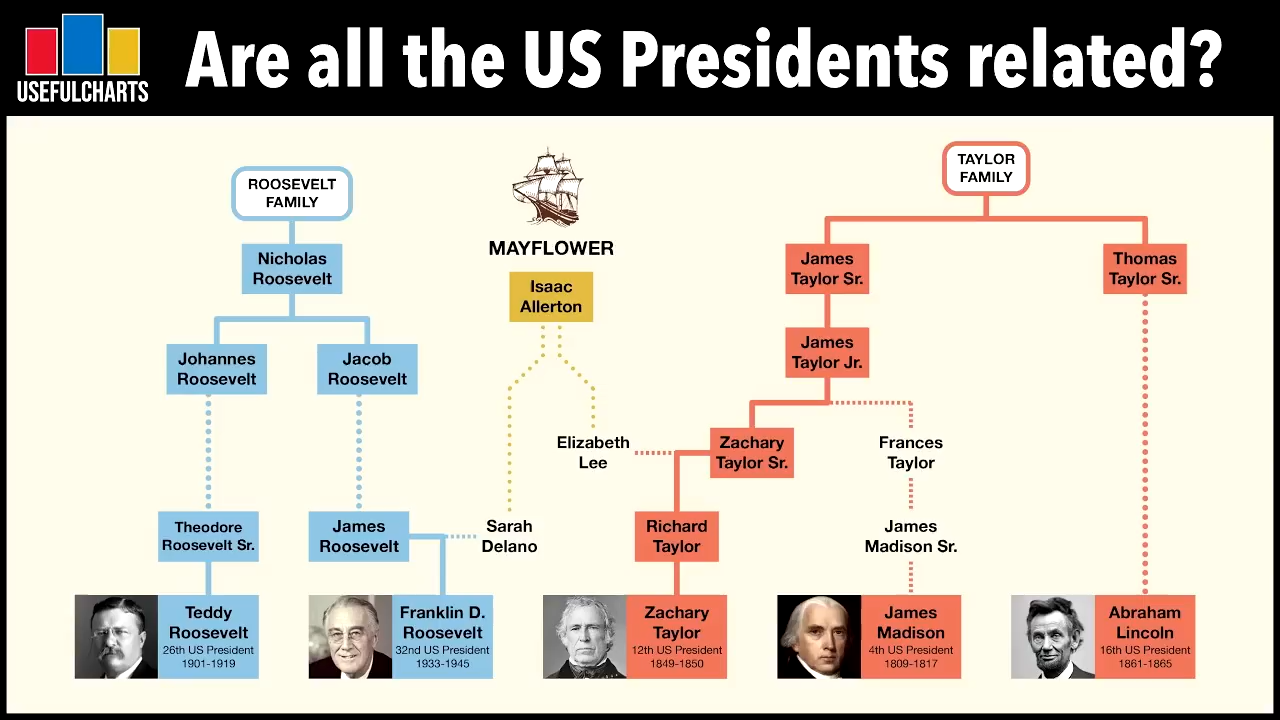 USEFULCHARTS
Are all the US Presidents related?
ROOSEVELT
FAMILY
MAYFLOWER
TAYLOR
FAMILY
Nicholas
Roosevelt
Isaac
Allerton
James
Taylor Sr.
Thomas
Taylor Sr.
Johannes
Roosevelt
Jacob
Roosevelt
James
Taylor Jr.
Elizabeth
Lee
Zachary
Taylor Sr.
Frances
Taylor
Theodore
Roosevelt Sr.
James
Roosevelt
Sarah
Delano
Richard
Taylor
James
Madison Sr.
Teddy
Roosevelt
26th US President
1901-1919
Franklin D.
Roosevelt
32nd US President
1933-1945
Zachary
Taylor
12th US President
1849-1850
James
Madison
4th US President
1809-1817
Abraham
Lincoln
16th US President
1861-1865